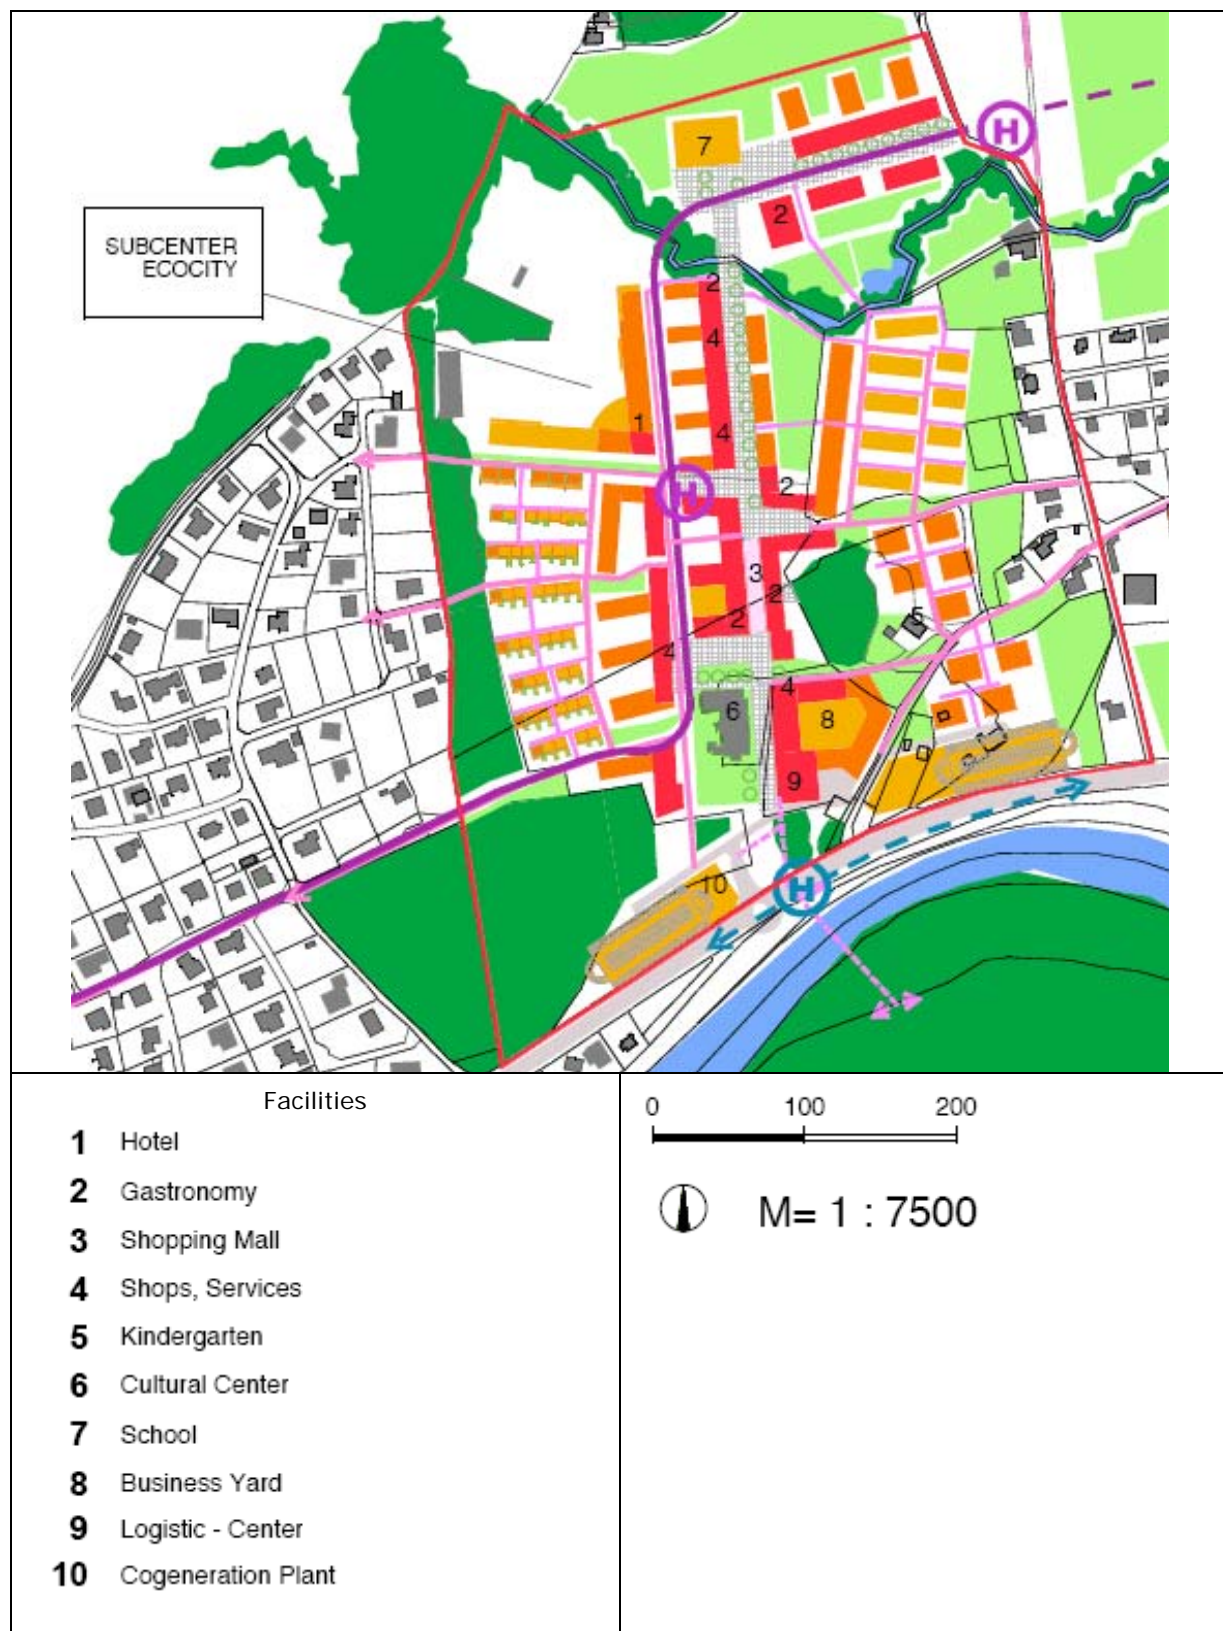 H
7
2
SUBCENTER
ECOCITY
2
4
1
4
2
H
3
2
5
2
4
4
6
8
9
10
H
Facilities
1 Hotel
2 Gastronomy
3 Shopping Mall
4 Shops, Services
5 Kindergarten
6 Cultural Center
7 School
8 Business Yard
9 Logistic - Center
10 Cogeneration Plant
0 100 200
M= 1 : 7500